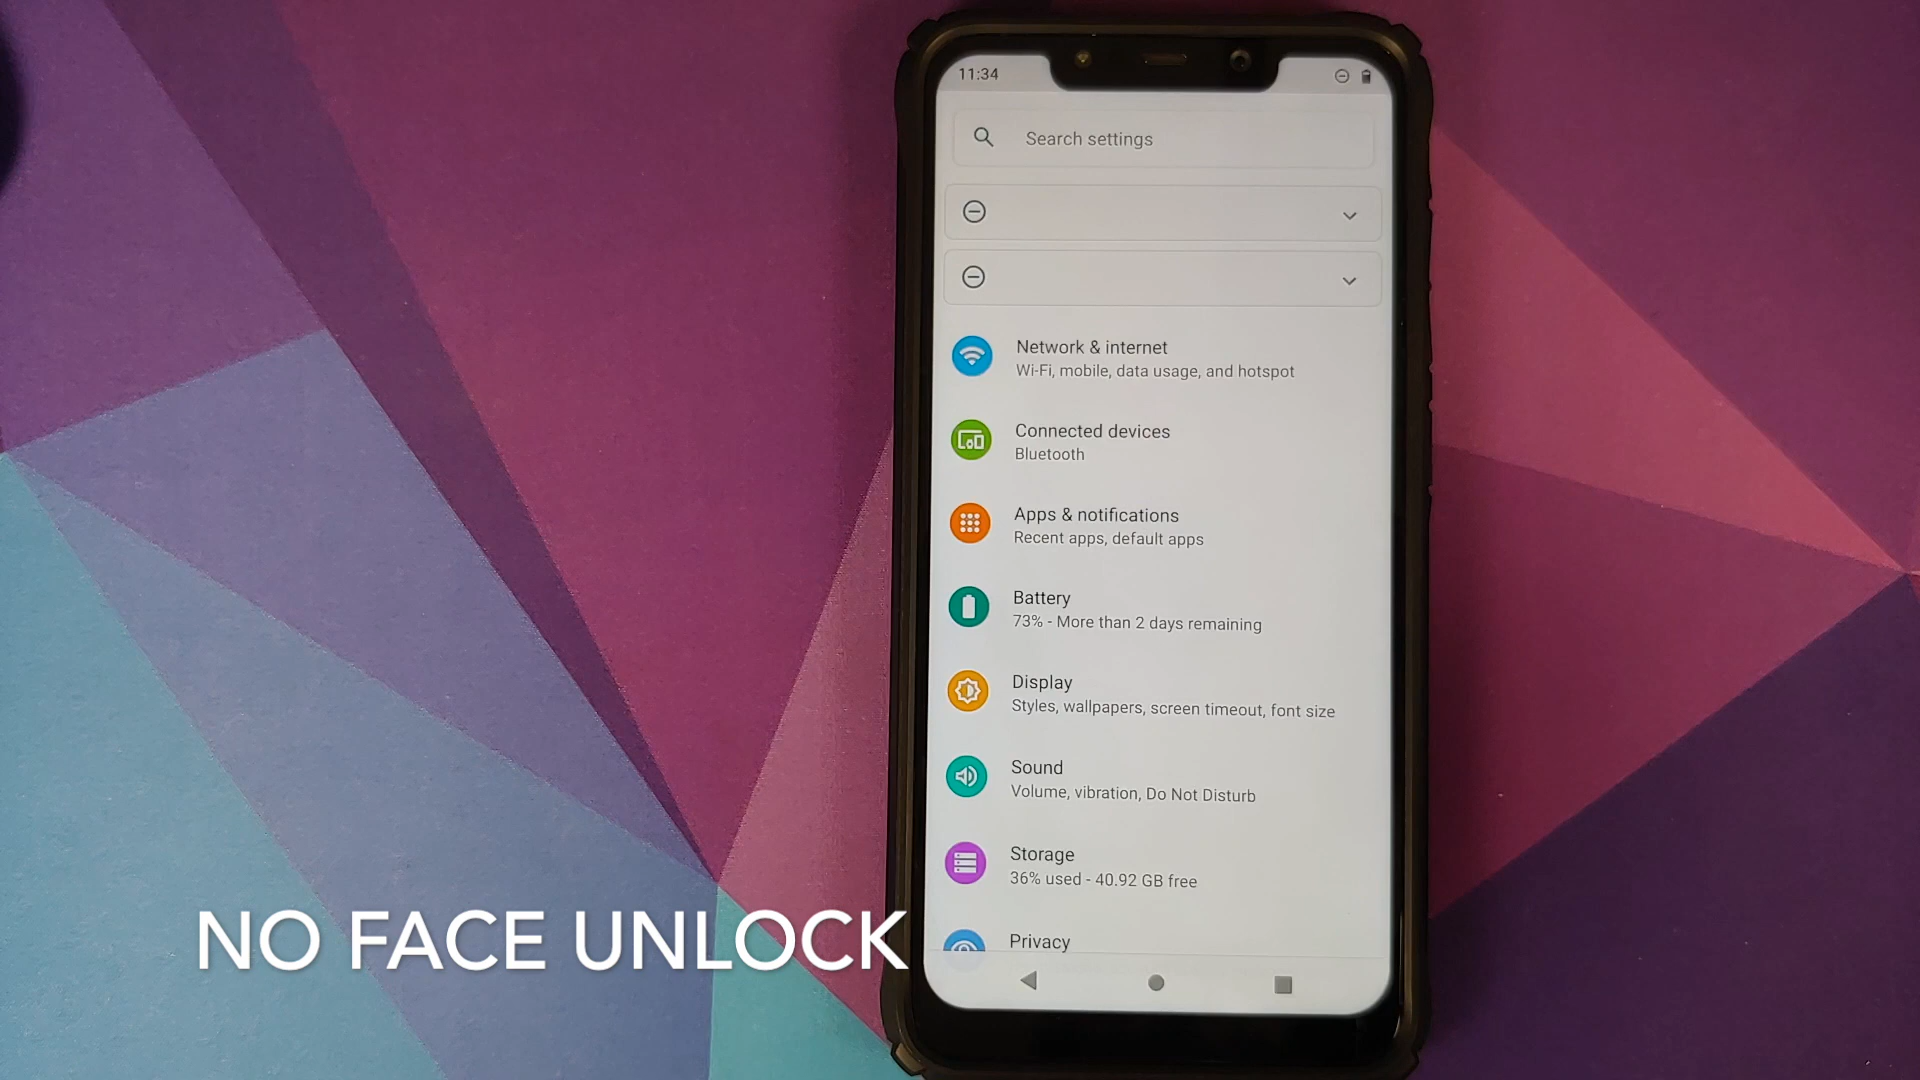 11:34
Search settings
Network & internet
Wi-Fi, mobile, data usage, and hotspot
Connected devices
Bluetooth
Apps & notifications
Recent apps, default apps
Battery
73% - More than 2 days remaining
Display
Styles, wallpapers, screen timeout, font size
Sound
Volume, vibration, Do Not Disturb
Storage
36% used - 40.92 GB free
Privacy
NO FACE UNLOCK